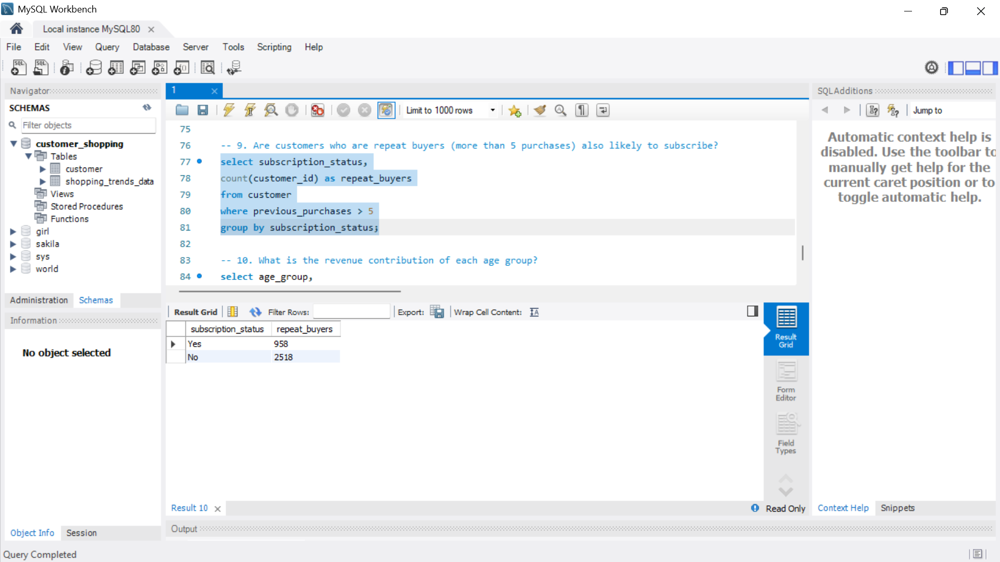 MySQL Workbench
Local instance MySQL80
File Edit View Query Database Server Tools Scripting Help
Navigator
SCHEMAS
Filter objects
customer_shopping
Tables
customer
shopping_trends_data
Views
Stored Procedures
Functions
girl
sakila
sys
world
Administration Schemas
Information
No object selected
Object Info Session
Query Completed
1
Limit to 1000 rows
75
76 -- 9. Are customers who are repeat buyers (more than 5 purchases) also likely to subscribe?
77 select subscription_status,
78 count(customer_id) as repeat_buyers
79 from customer
80 where previous_purchases > 5
81 group by subscription_status;
82
83 -- 10. What is the revenue contribution of each age group?
84 select age_group,
Result Grid Filter Rows: Export: Wrap Cell Content:
subscription_status repeat_buyers
Yes 958
No 2518
Result Grid
Form Editor
Field Types
Result 10
Read Only
Output
SQLAdditions
Jump to
Automatic context help is
disabled. Use the toolbar to
manually get help for the
current caret position or to
toggle automatic help.
Context Help Snippets